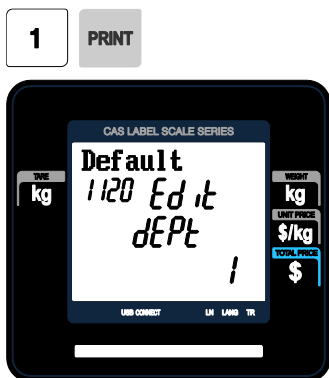 1 PRINT
CAS LABEL SCALE SERIES
Default
1120 Edit
dEPt
1
TARE
kg
WEIGHT
kg
UNIT PRICE
$/kg
TOTAL PRICE
$
USB CONNECT LN LANG TR